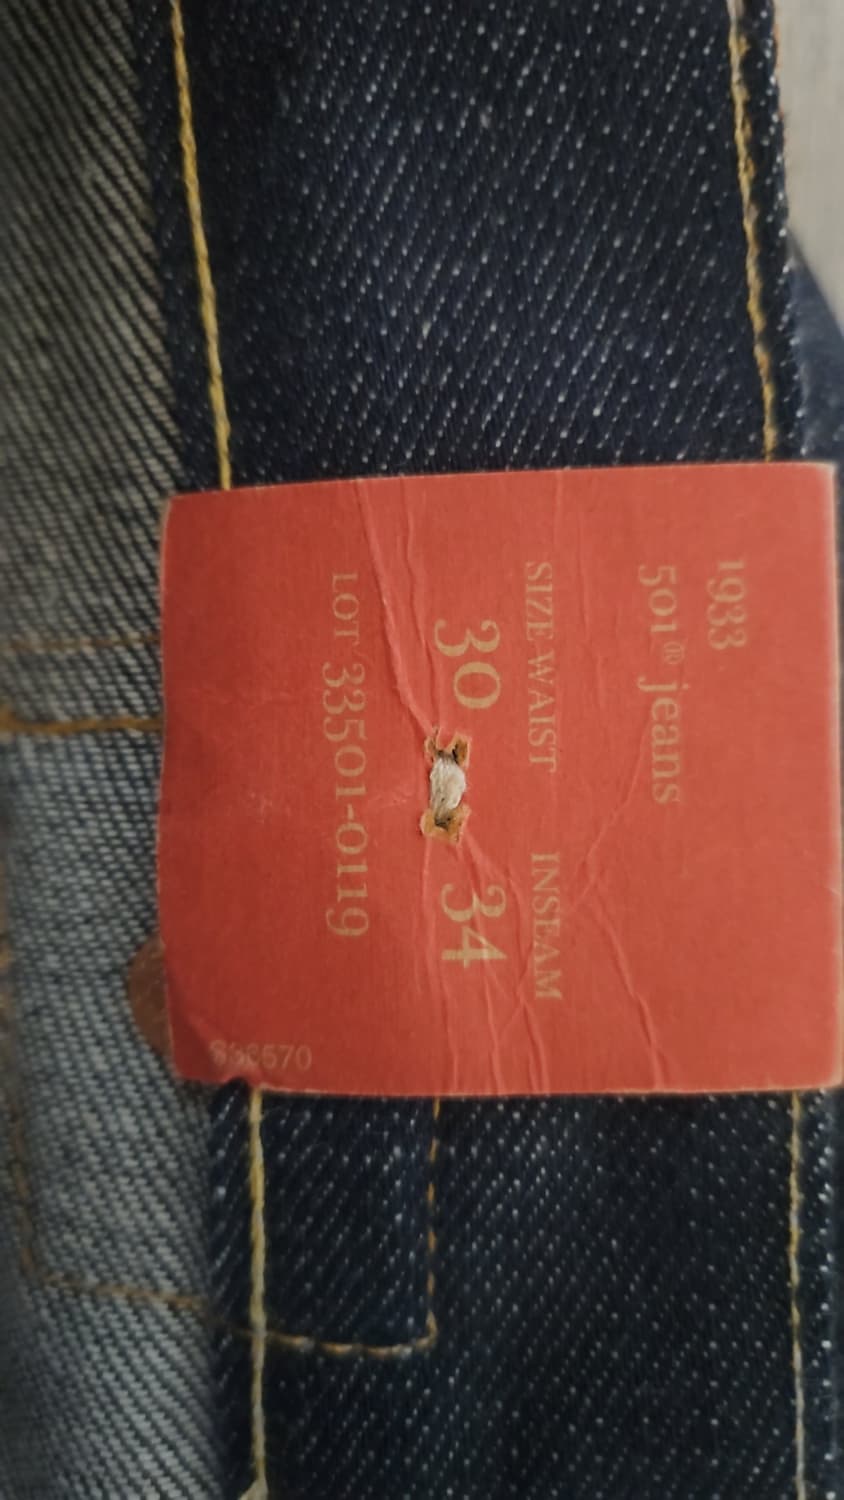 1933
501® jeans
SIZE WAIST INSEAM
30 34
LOT 33501-0119